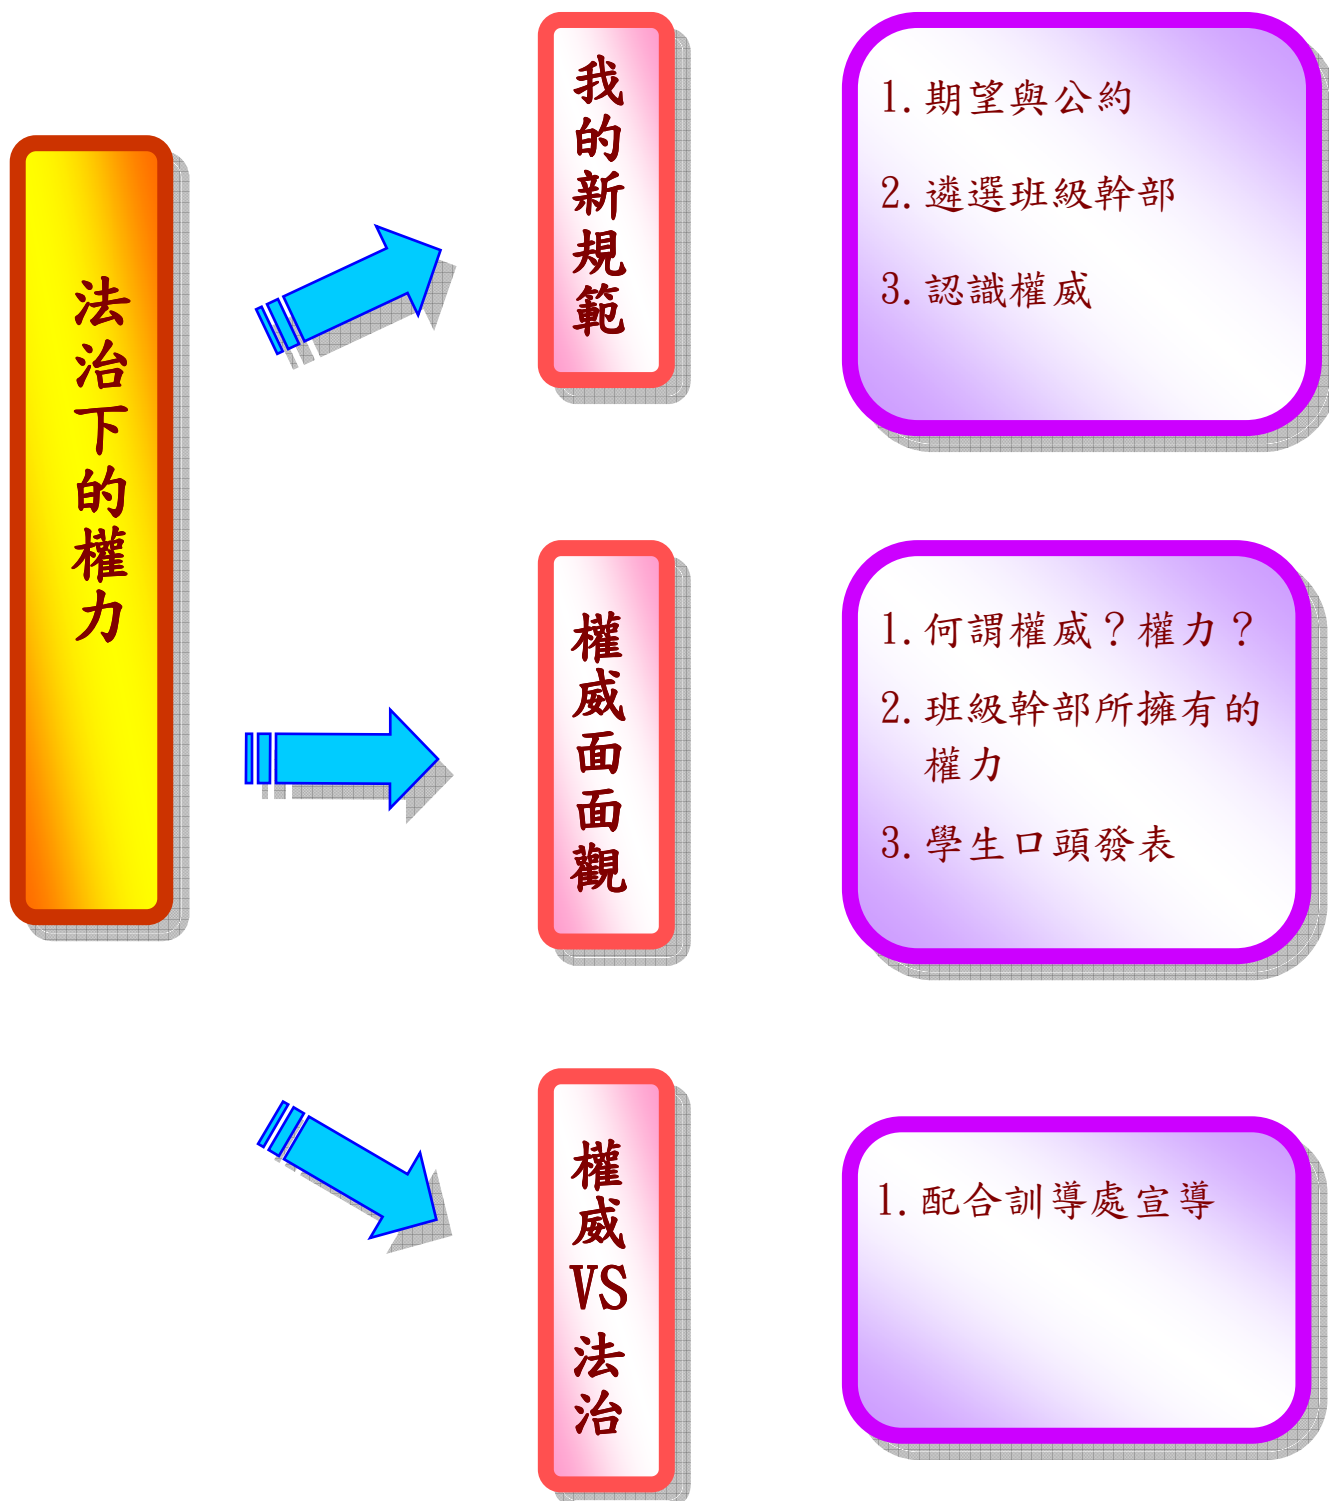 法治下的權力
我的新規範
1.期望與公約
2.遴選班級幹部
3.認識權威
權威面面觀
1.何謂權威？權力？
2.班級幹部所擁有的
權力
3.學生口頭發表
權威VS法治
1.配合訓導處宣導